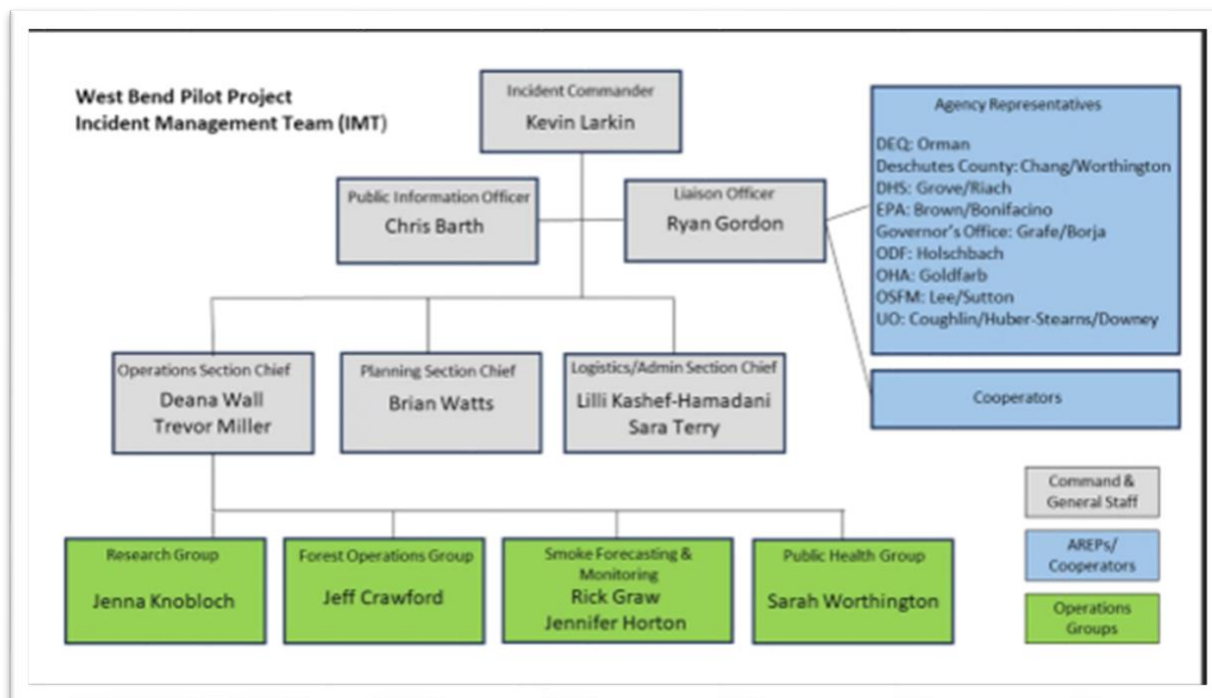 West Bend Pilot Project
Incident Management Team (IMT)
Incident Commander
Kevin Larkin
Public Information Officer
Chris Barth
Liaison Officer
Ryan Gordon
Agency Representatives
DEQ: Orman
Deschutes County: Chang/Worthington
DHS: Grove/Riach
EPA: Brown/Bonifacino
Governor's Office: Grafe/Borja
ODF: Holschbach
OHA: Goldfarb
OSFM: Lee/Sutton
UO: Coughlin/Huber-Stearns/Downey
Cooperators
Operations Section Chief
Deana Wall
Trevor Miller
Planning Section Chief
Brian Watts
Logistics/Admin Section Chief
Lilli Kashef-Hamadani
Sara Terry
Research Group
Jenna Knobloch
Forest Operations Group
Jeff Crawford
Smoke Forecasting &
Monitoring
Rick Graw
Jennifer Horton
Public Health Group
Sarah Worthington
Command &
General Staff
AREPs/
Cooperators
Operations
Groups